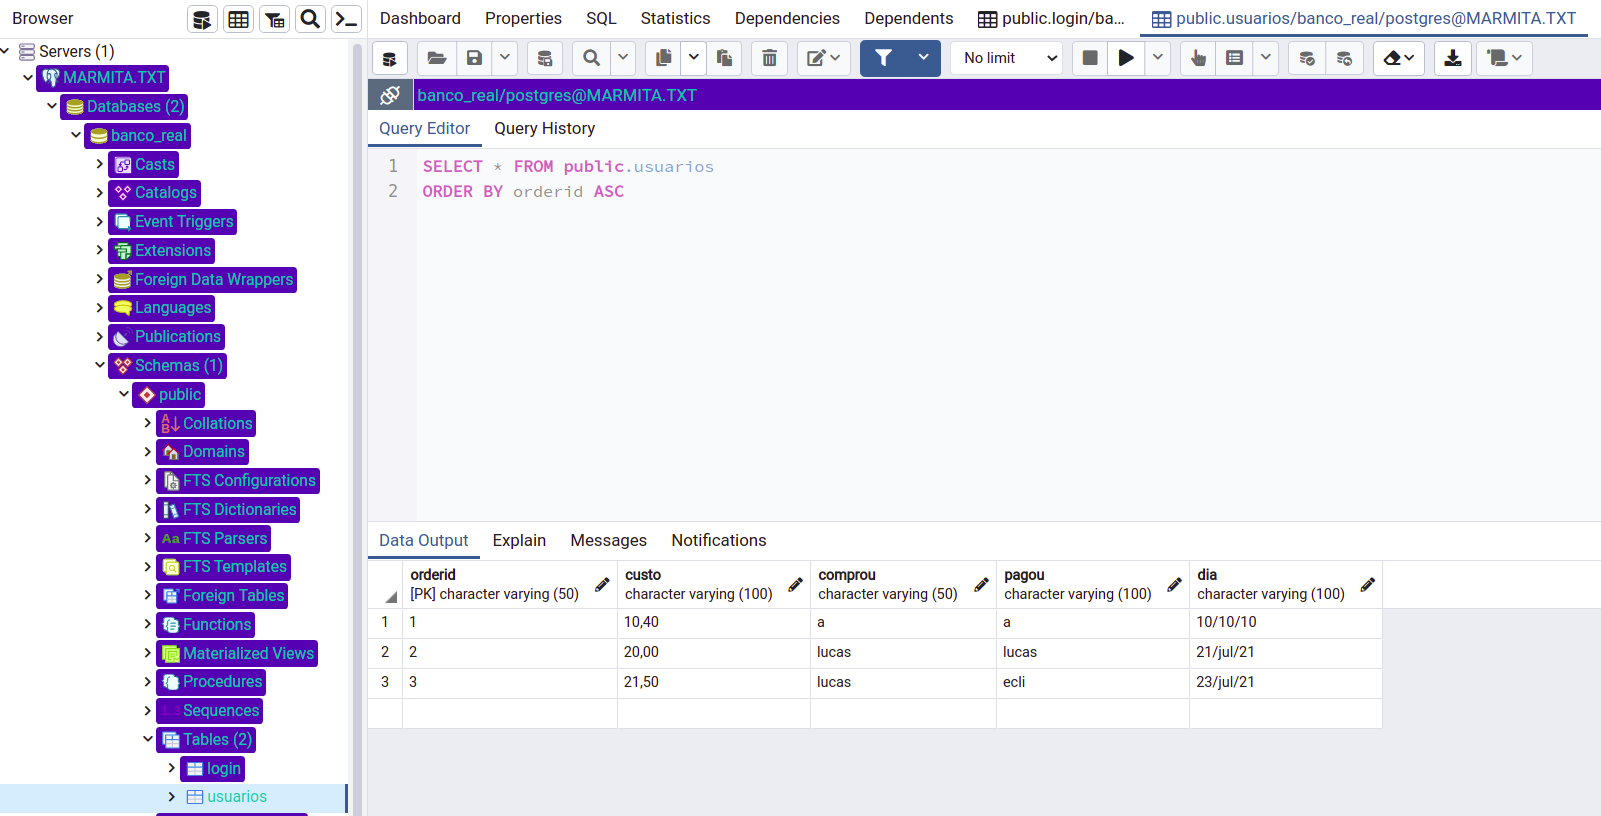 Browser
Dashboard Properties SQL Statistics Dependencies Dependents public.login/ba... public.usuarios/banco_real/postgres@MARMITA.TXT
Servers (1)
MARMITA.TXT
Databases (2)
banco_real
Casts
Catalogs
Event Triggers
Extensions
Foreign Data Wrappers
Languages
Publications
Schemas (1)
public
Collations
Domains
FTS Configurations
FTS Dictionaries
Aa FTS Parsers
FTS Templates
Foreign Tables
Functions
Materialized Views
Procedures
1..3 Sequences
Tables (2)
login
usuarios
No limit
banco_real/postgres@MARMITA.TXT
Query Editor Query History
1 SELECT * FROM public.usuarios
2 ORDER BY orderid ASC
Data Output Explain Messages Notifications
orderid custo comprou pagou dia
[PK] character varying (50) character varying (100) character varying (50) character varying (100) character varying (100)
1 1 10,40 a a 10/10/10
2 2 20,00 lucas lucas 21/jul/21
3 3 21,50 lucas ecli 23/jul/21